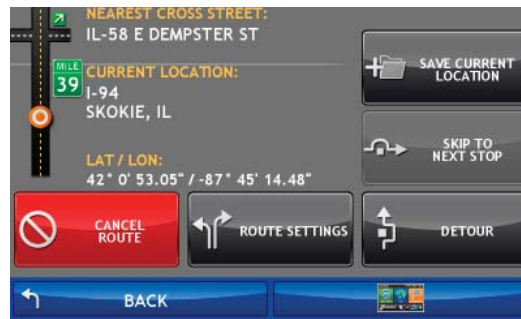 NEAREST CROSS STREET:
IL-58 E DEMPSTER ST
MILE
39
CURRENT LOCATION:
I-94
SKOKIE, IL
LAT / LON:
42° 0' 53.05" / -87° 45' 14.48"
SAVE CURRENT
LOCATION
SKIP TO
NEXT STOP
CANCEL
ROUTE
ROUTE SETTINGS
DETOUR
BACK